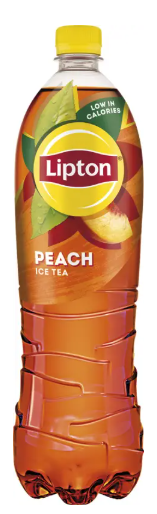 LOW IN
CALORIES
Lipton
PEACH
ICE TEA